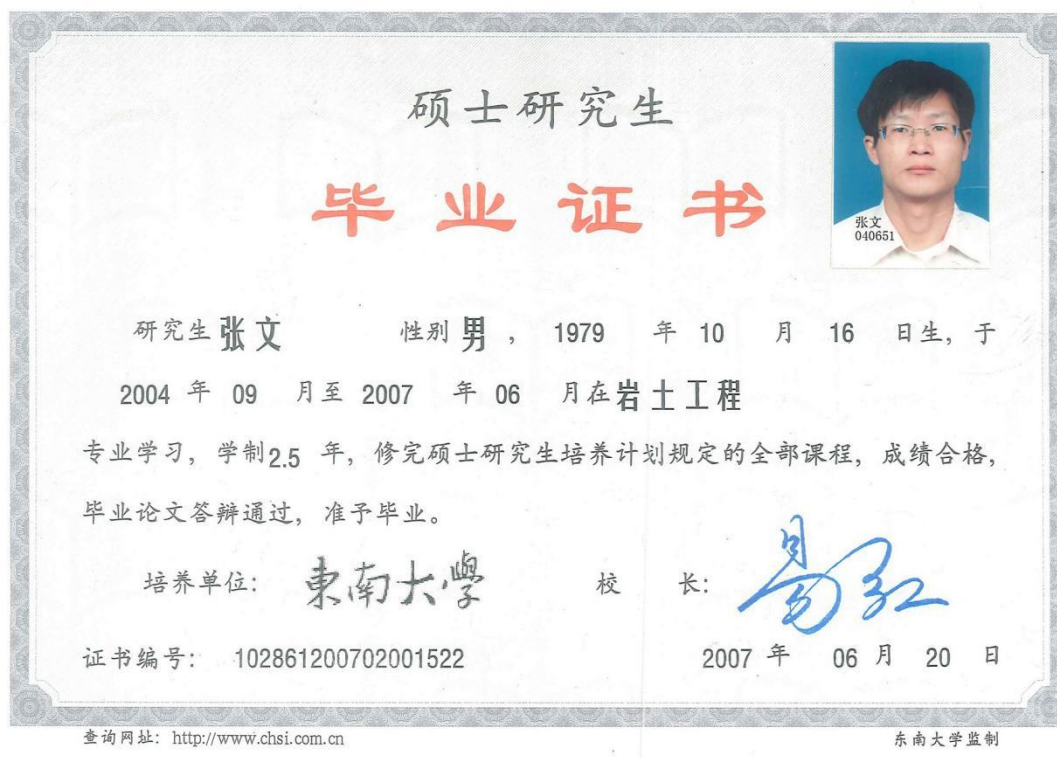 硕士研究生
毕业证书
张文
040651
研究生 张文 性别 男 ， 1979 年 10 月 16 日生，于
2004 年 09 月至 2007 年 06 月在 岩土工程
专业学习，学制2.5 年，修完硕士研究生培养计划规定的全部课程，成绩合格，
毕业论文答辩通过，准予毕业。
培养单位： 東南大學 校 长： 易红
证书编号： 102861200702001522 2007 年 06 月 20 日
查询网址：http://www.chsi.com.cn 东南大学监制